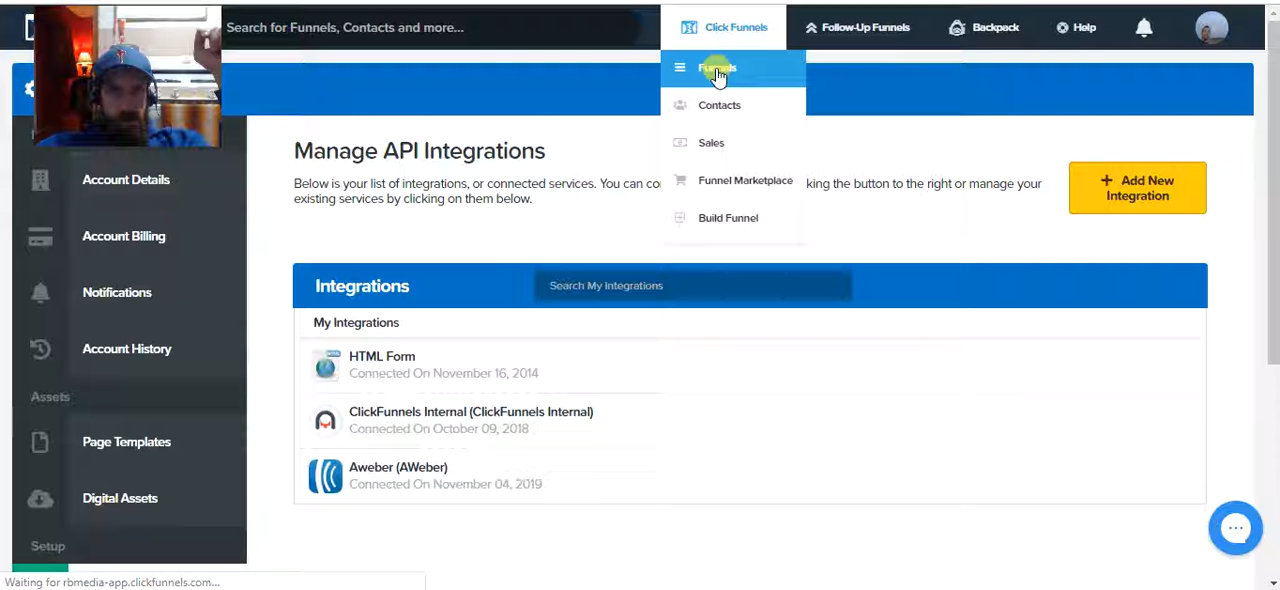 Search for Funnels, Contacts and more...
Click Funnels
Follow-Up Funnels
Backpack
Help
Funnels
Contacts
Sales
Funnel Marketplace
Build Funnel
Account Details
Account Billing
Notifications
Account History
Assets
Page Templates
Digital Assets
Setup
Manage API Integrations
Below is your list of integrations, or connected services. You can co
king the button to the right or manage your
existing services by clicking on them below.
+ Add New
Integration
Integrations
Search My Integrations
My Integrations
HTML Form
Connected On November 16, 2014
ClickFunnels Internal (ClickFunnels Internal)
Connected On October 09, 2018
Aweber (AWeber)
Connected On November 04, 2019
Waiting for rbmedia-app.clickfunnels.com...